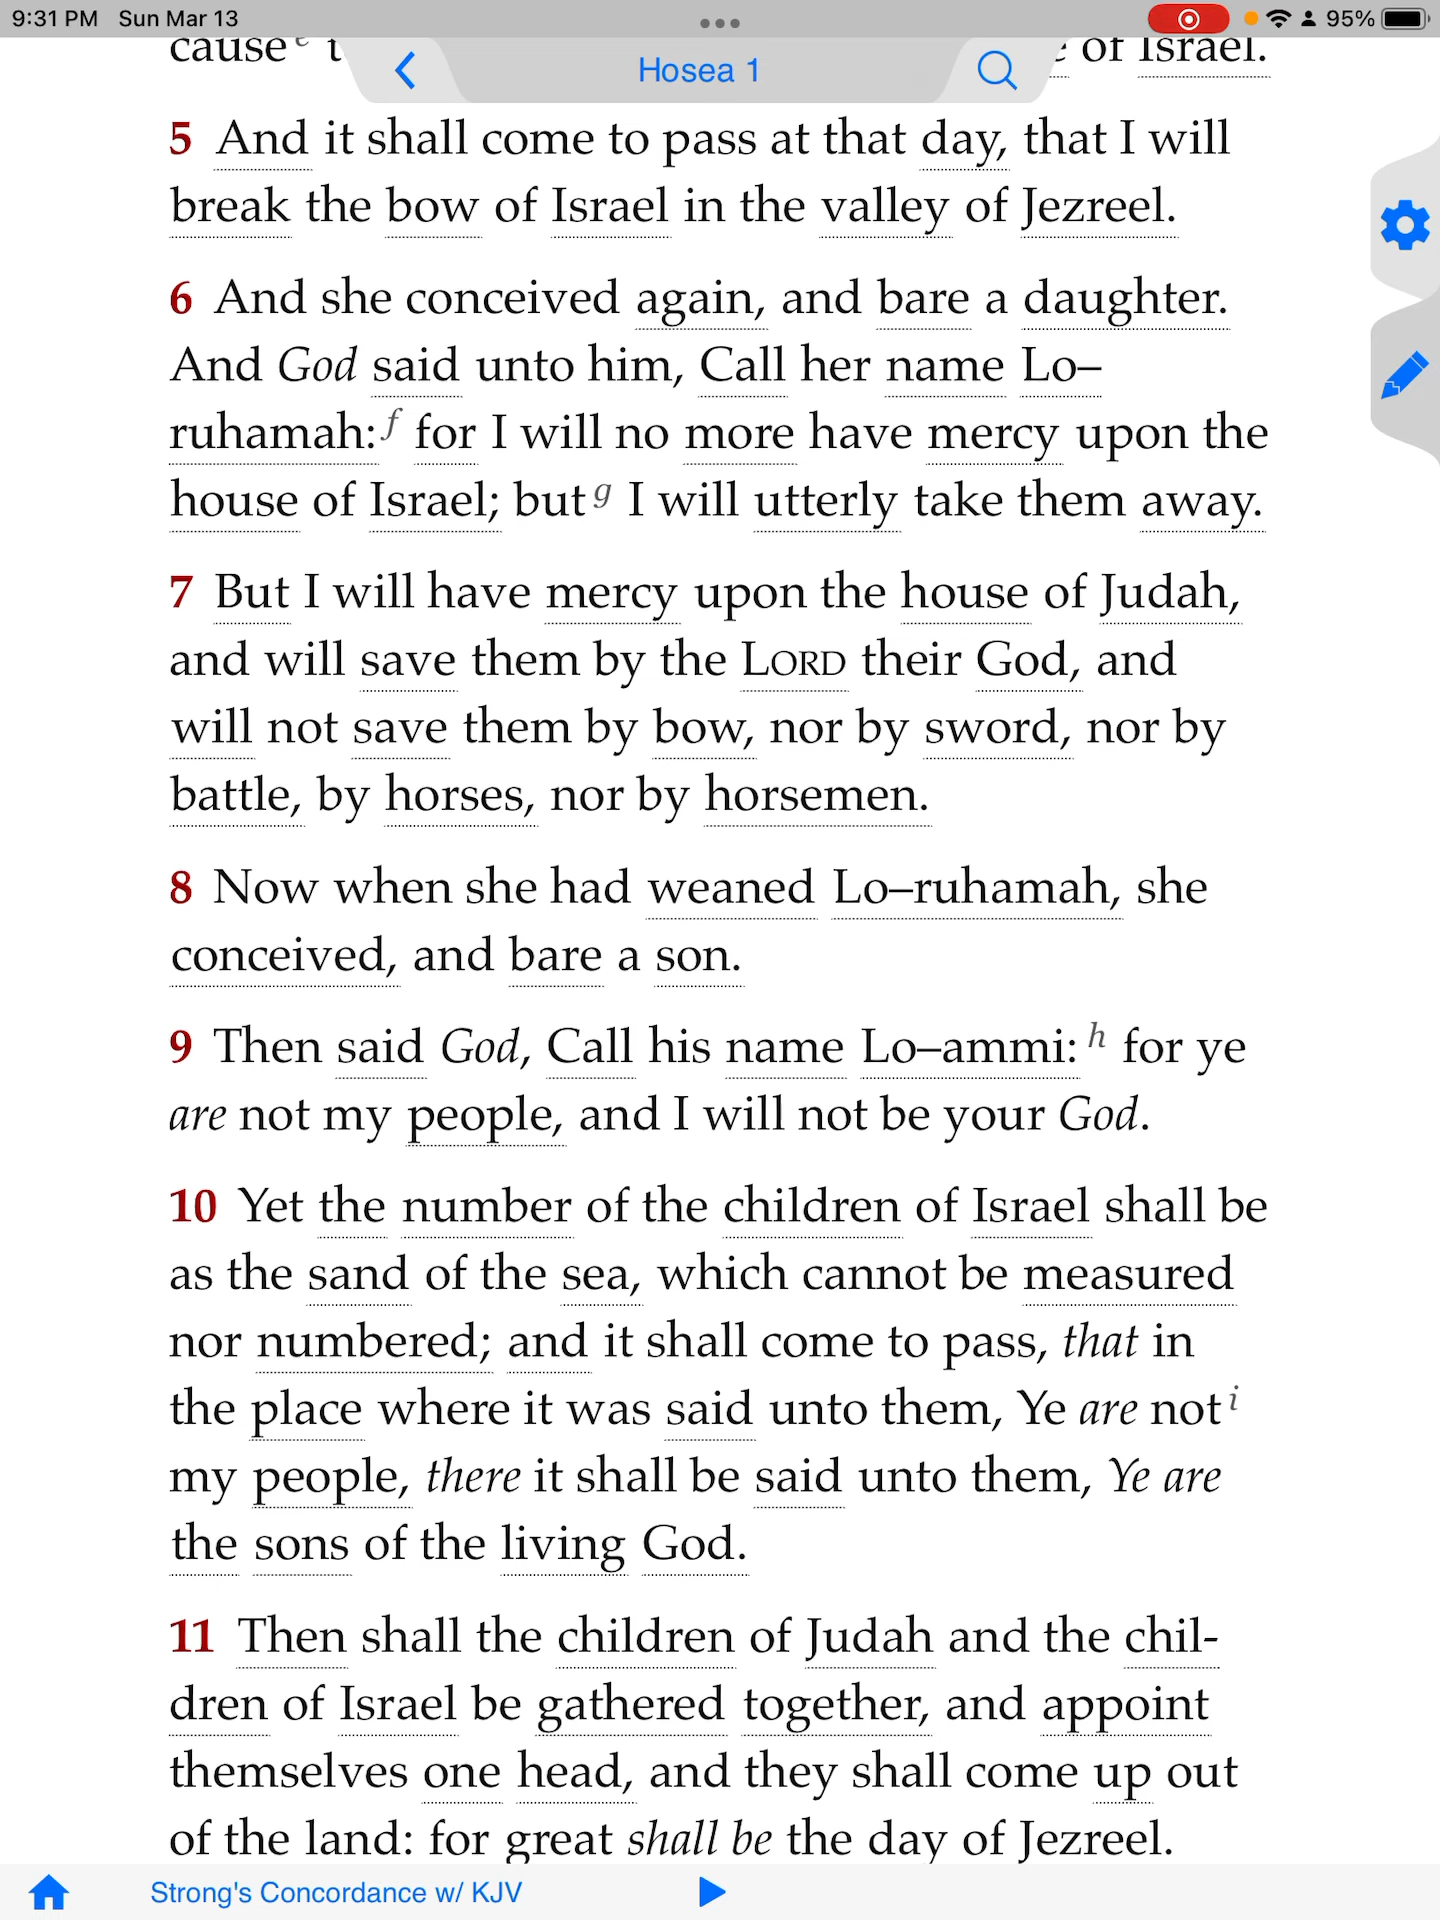 9:31 PM Sun Mar 13
95%
cause e t
of Israel.
Hosea 1
5 And it shall come to pass at that day, that I will
break the bow of Israel in the valley of Jezreel.
6 And she conceived again, and bare a daughter.
And God said unto him, Call her name Lo–
ruhamah: f for I will no more have mercy upon the
house of Israel; but g I will utterly take them away.
7 But I will have mercy upon the house of Judah,
and will save them by the LORD their God, and
will not save them by bow, nor by sword, nor by
battle, by horses, nor by horsemen.
8 Now when she had weaned Lo–ruhamah, she
conceived, and bare a son.
9 Then said God, Call his name Lo–ammi: h for ye
are not my people, and I will not be your God.
10 Yet the number of the children of Israel shall be
as the sand of the sea, which cannot be measured
nor numbered; and it shall come to pass, that in
the place where it was said unto them, Ye are not i
my people, there it shall be said unto them, Ye are
the sons of the living God.
11 Then shall the children of Judah and the chil-
dren of Israel be gathered together, and appoint
themselves one head, and they shall come up out
of the land: for great shall be the day of Jezreel.
Strong's Concordance w/ KJV